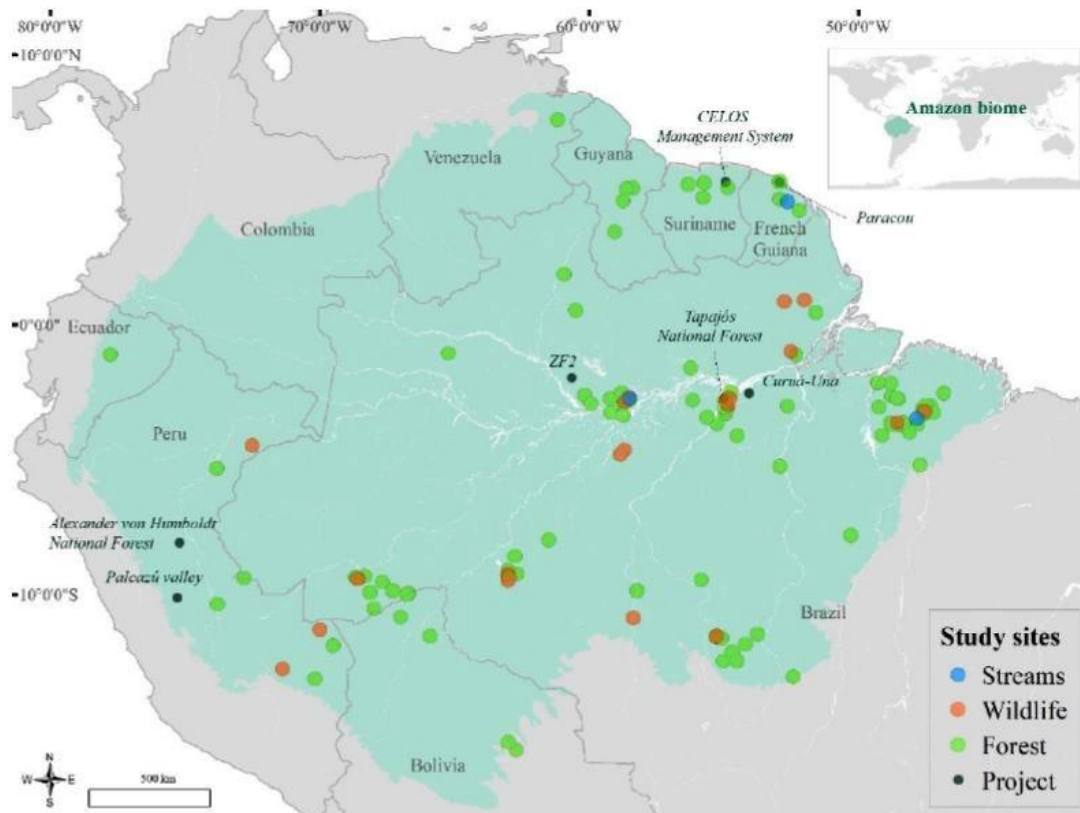 80°0'0"W
70°0'0"W
60°0'0"W
50°0'0"W
10°0'0"N
Amazon biome
CELOS
Management System
Venezuela
Guyana
Suriname
French
Guiana
Paracou
Colombia
Ecuador
0°0'0"
Tapajós
National Forest
ZF2
Curuá-Una
Peru
Alexander von Humboldt
National Forest
Palcazú valley
10°0'0"S
Brazil
Bolivia
N
W
E
S
500 km
Study sites
Streams
Wildlife
Forest
Project